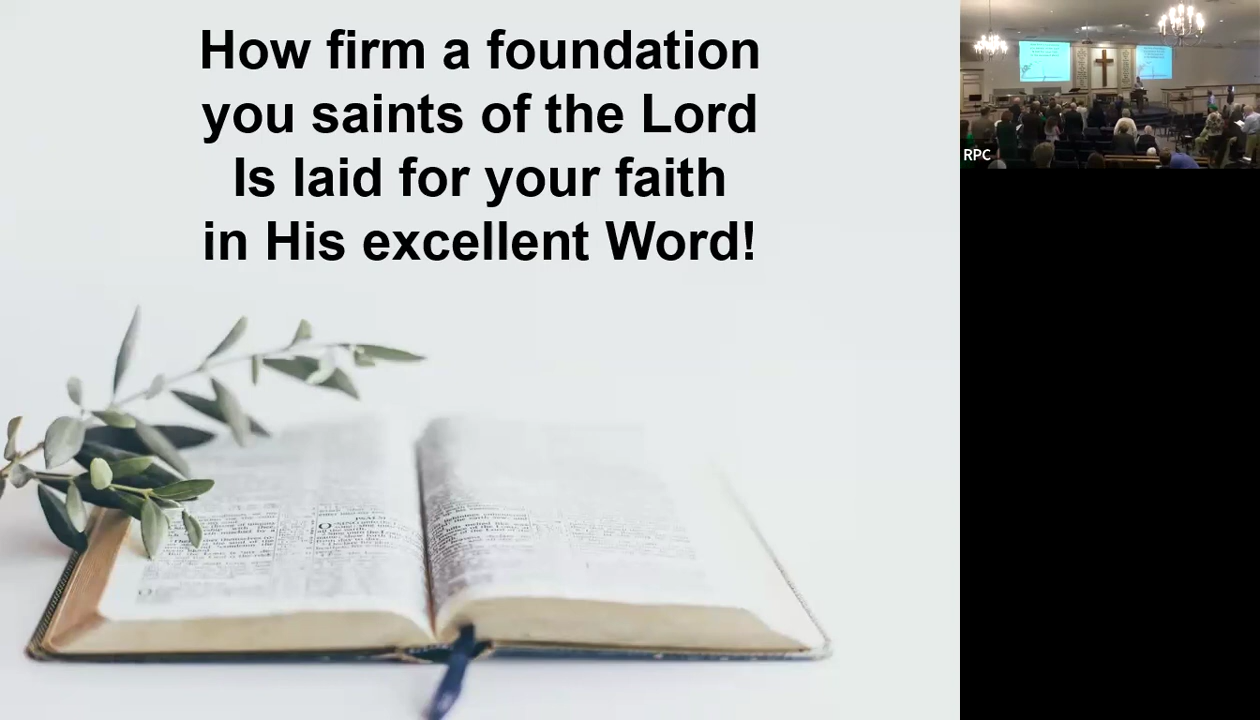 How firm a foundation
you saints of the Lord
Is laid for your faith
in His excellent Word!
RPC